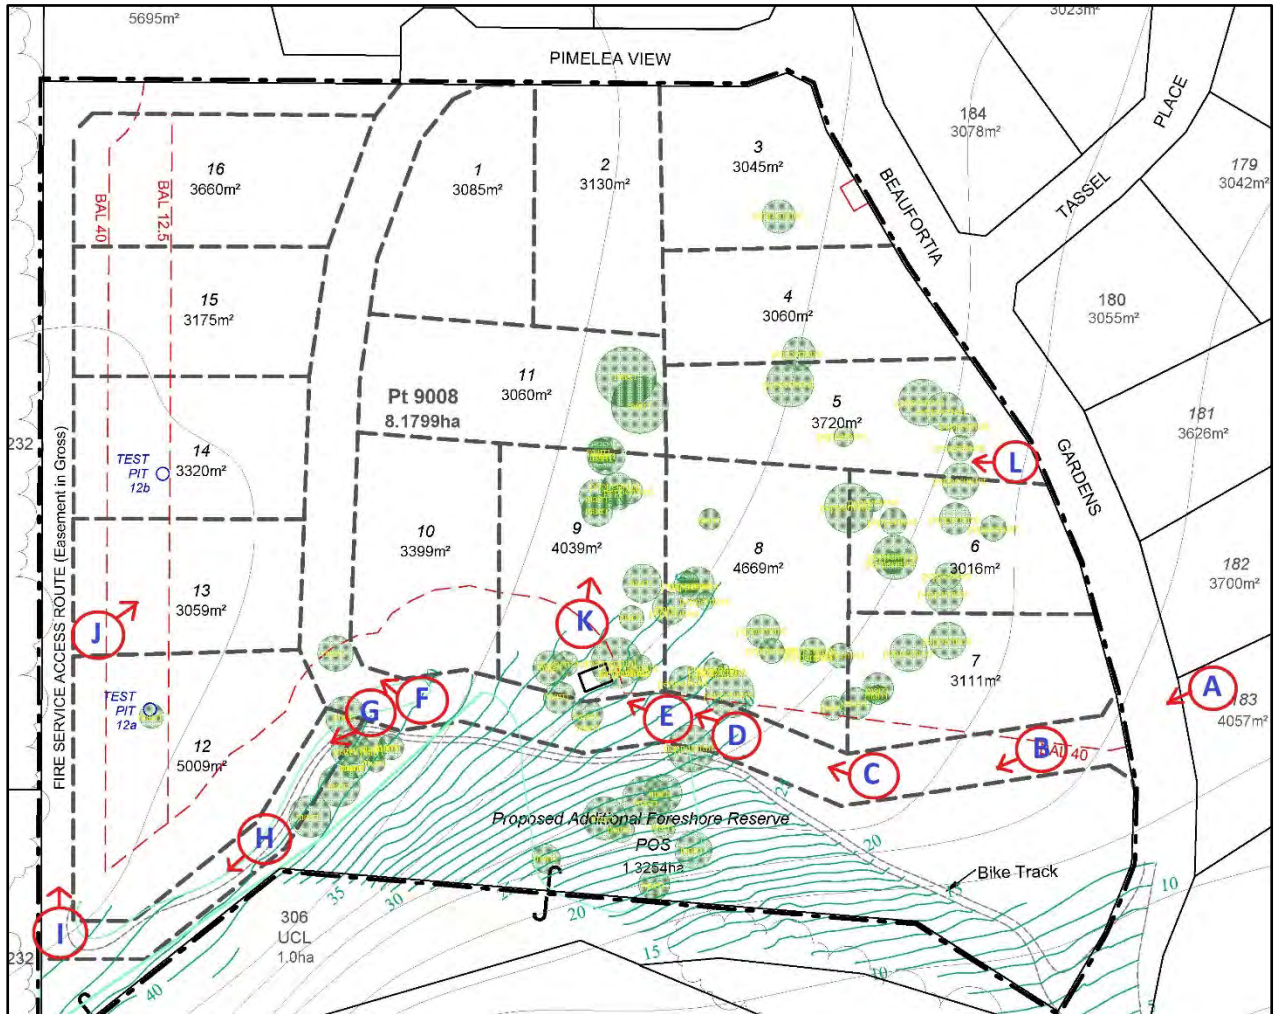 5695m²
3023m²
PIMELEA VIEW
184
3078m²
PLACE
TASSEL
179
3042m²
BEAUFORTIA
16
3660m²
1
3085m²
2
3130m²
3
3045m²
BAL 40
BAL 12.5
180
3055m²
15
3175m²
4
3060m²
11
3060m²
Pt 9008
8.1799ha
5
3720m²
181
3626m²
232
14
3320m²
TEST
PIT
12b
L
GARDENS
10
3399m²
9
4039m²
8
4669m²
6
3016m²
182
3700m²
FIRE SERVICE ACCESS ROUTE (Easement in Gross)
13
3059m²
J
K
7
3111m²
A
183
4057m²
TEST
PIT
12a
12
5009m²
G
F
E
D
C
B
BAL 40
H
Proposed Additional Foreshore Reserve
POS
1.3254ha
25
20
Bike Track
10
I
306
UCL
1.0ha
35
30
20
15
10
5
232
40